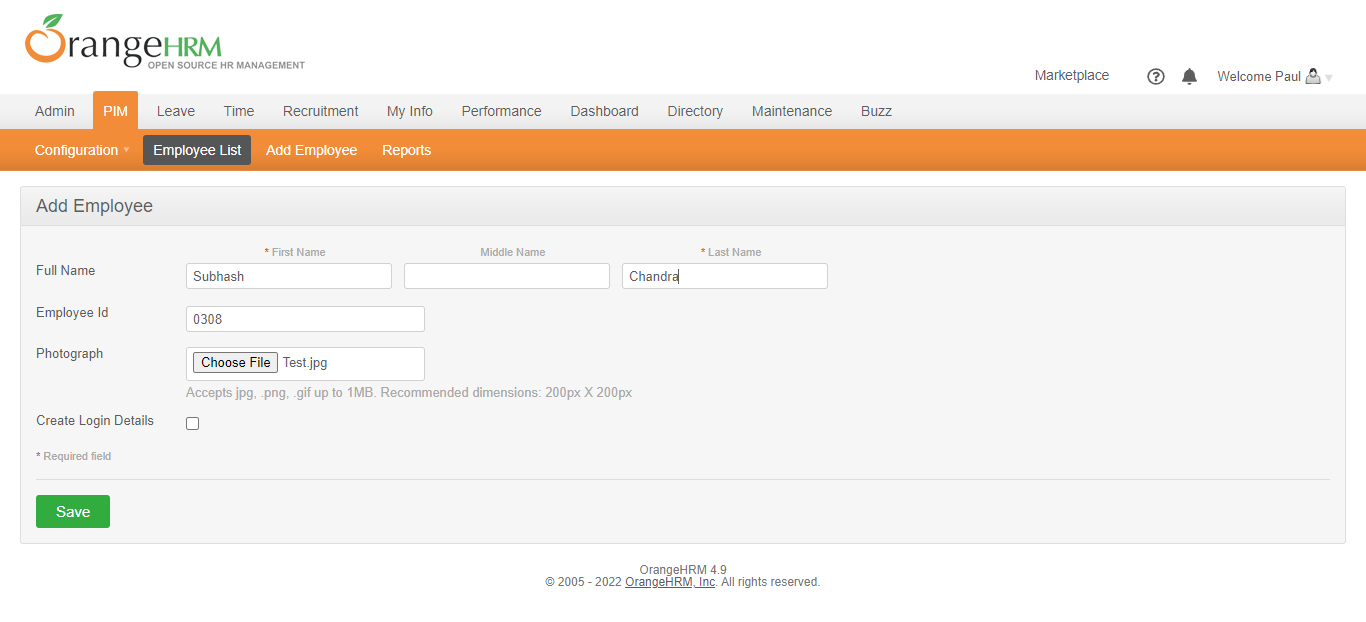 OrangeHRM
OPEN SOURCE HR MANAGEMENT
Marketplace Welcome Paul
Admin PIM Leave Time Recruitment My Info Performance Dashboard Directory Maintenance Buzz
Configuration Employee List Add Employee Reports
Add Employee
* First Name Middle Name * Last Name
Full Name Subhash Chandra
Employee Id 0308
Photograph Choose File Test.jpg
Accepts jpg, .png, .gif up to 1MB. Recommended dimensions: 200px X 200px
Create Login Details
* Required field
Save
OrangeHRM 4.9
© 2005 - 2022 OrangeHRM, Inc. All rights reserved.